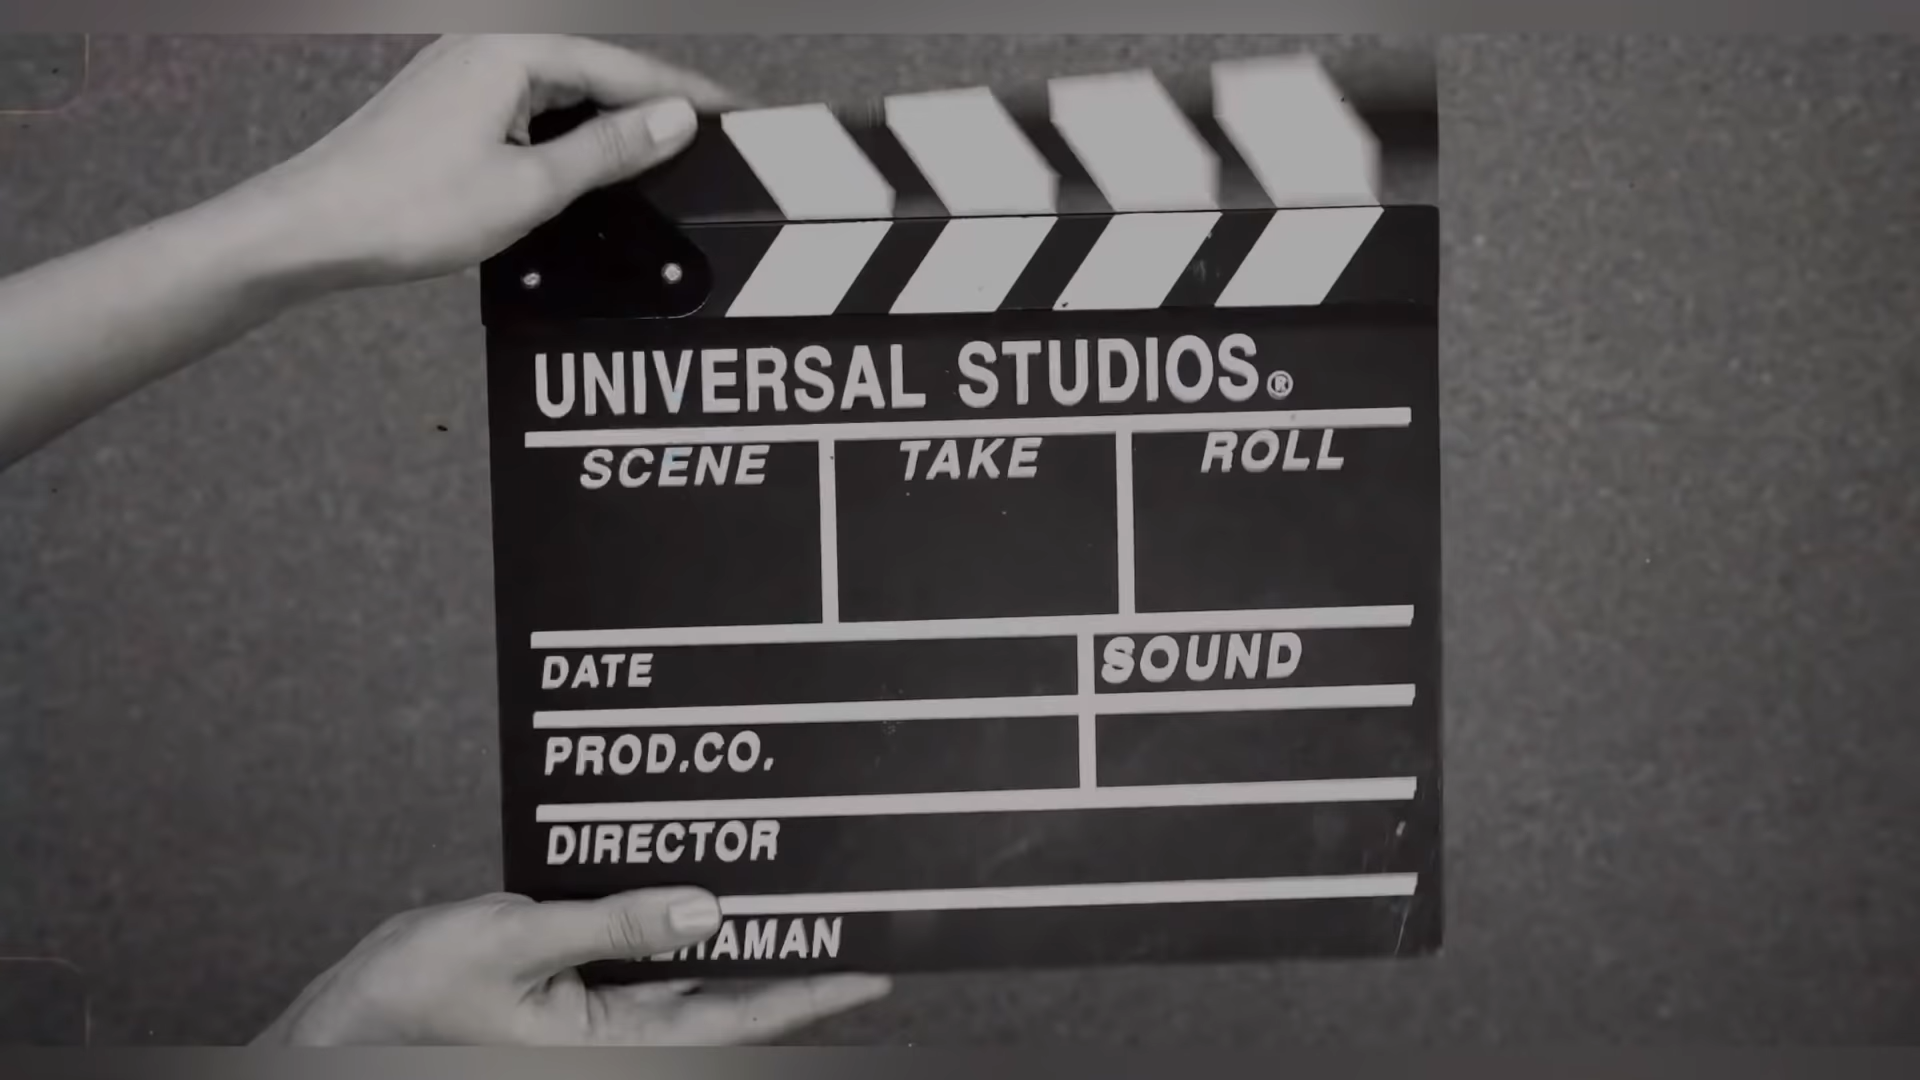 UNIVERSAL STUDIOS®
SCENE TAKE ROLL
DATE SOUND
PROD.CO.
DIRECTOR